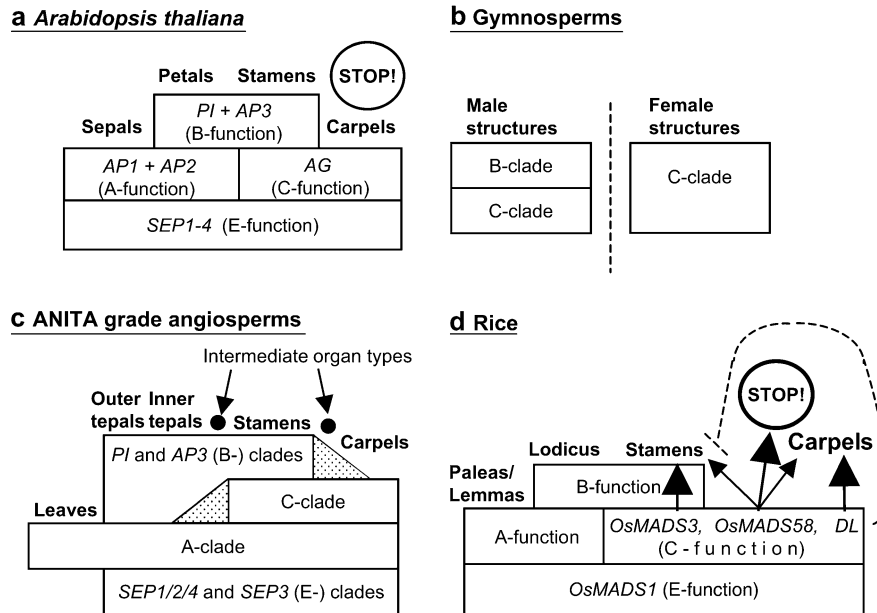 a Arabidopsis thaliana
STOP!
Petals Stamens
PI + AP3
(B-function)
Sepals
Carpels
AP1 + AP2
(A-function)
AG
(C-function)
SEP1-4 (E-function)
b Gymnosperms
Male
structures
B-clade
C-clade
Female
structures
C-clade
c ANITA grade angiosperms
Intermediate organ types
Outer Inner
tepals tepals
Stamens
Carpels
PI and AP3 (B-) clades
C-clade
Leaves
A-clade
SEP1/2/4 and SEP3 (E-) clades
d Rice
STOP!
Carpels
Lodicus Stamens
Paleas/
Lemmas
B-function
A-function
OsMADS3, OsMADS58, DL
(C-function)
OsMADS1 (E-function)